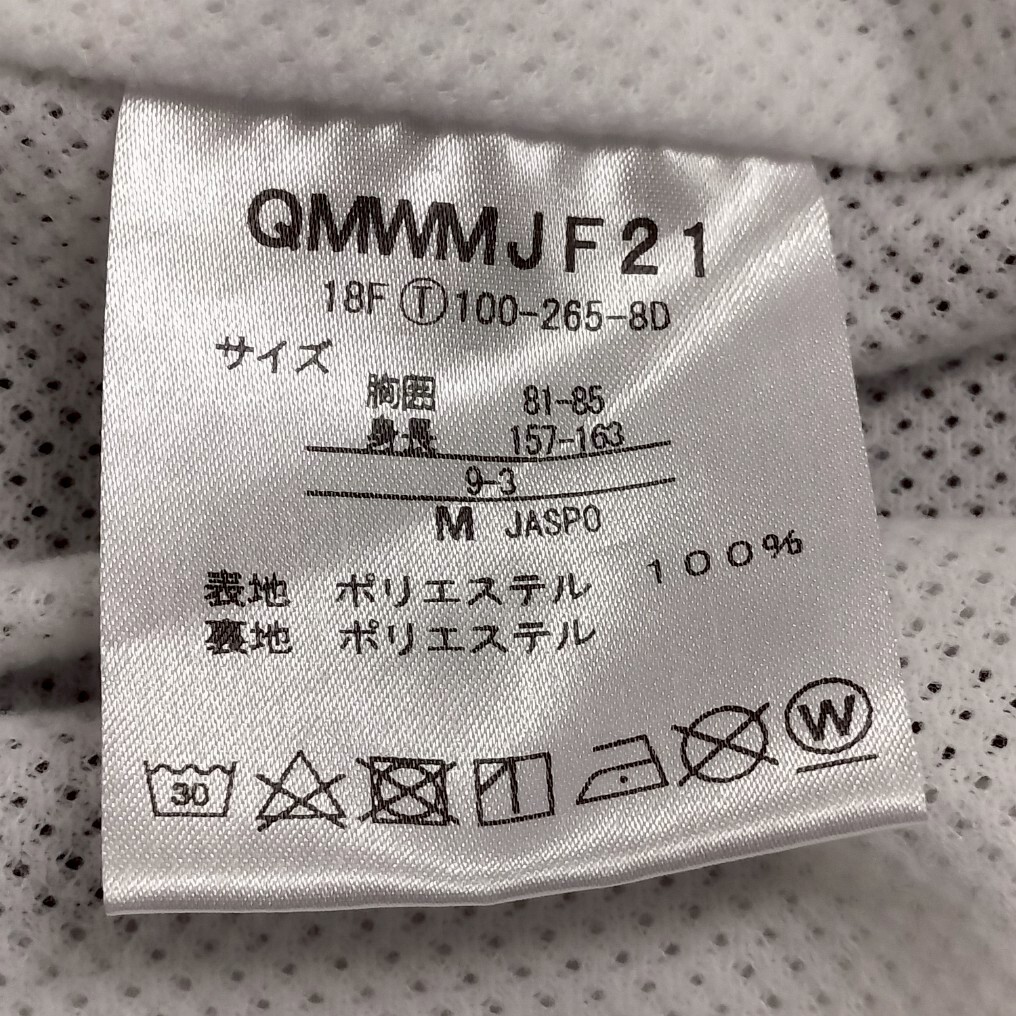 QMWMJF21
18F Ⓣ100-265-8D
サイズ
胸囲 81-85
身長 157-163
9-3
M JASPO
表地 ポリエステル 100%
裏地 ポリエステル
30
W